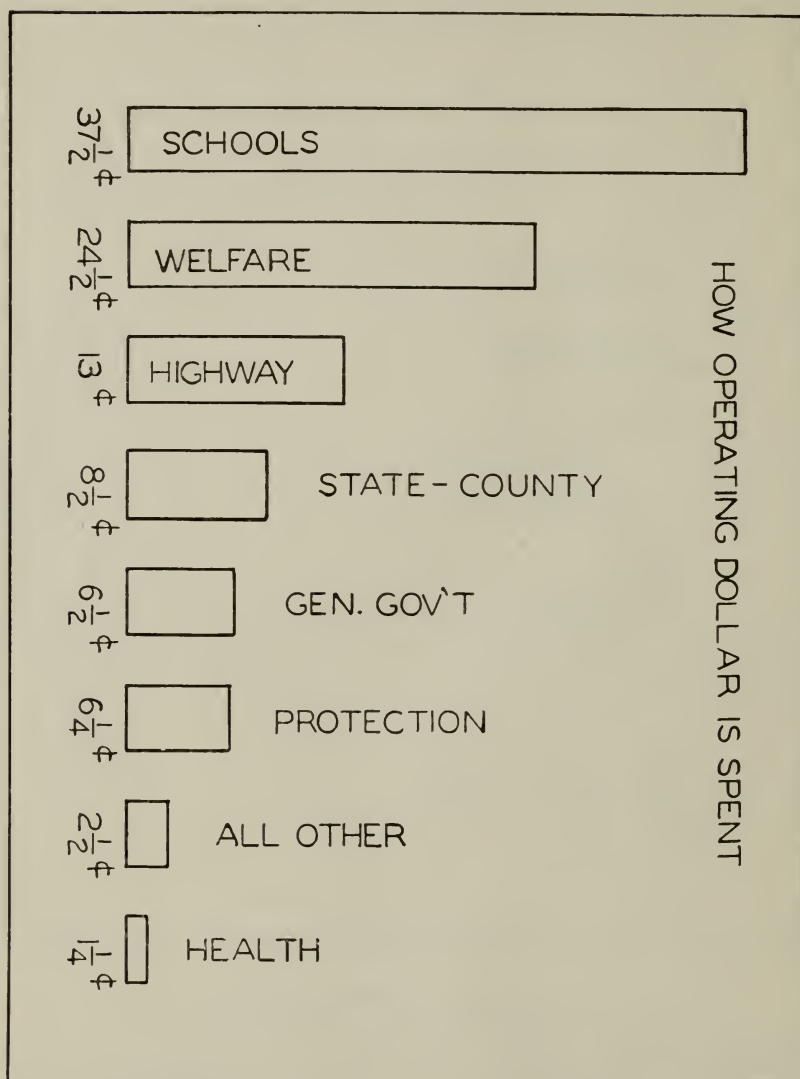 HOW OPERATING DOLLAR IS SPENT
37½¢ SCHOOLS
24½¢ WELFARE
13¢ HIGHWAY
8½¢ STATE-COUNTY
6½¢ GEN. GOV'T
6¼¢ PROTECTION
2½¢ ALL OTHER
1¼¢ HEALTH